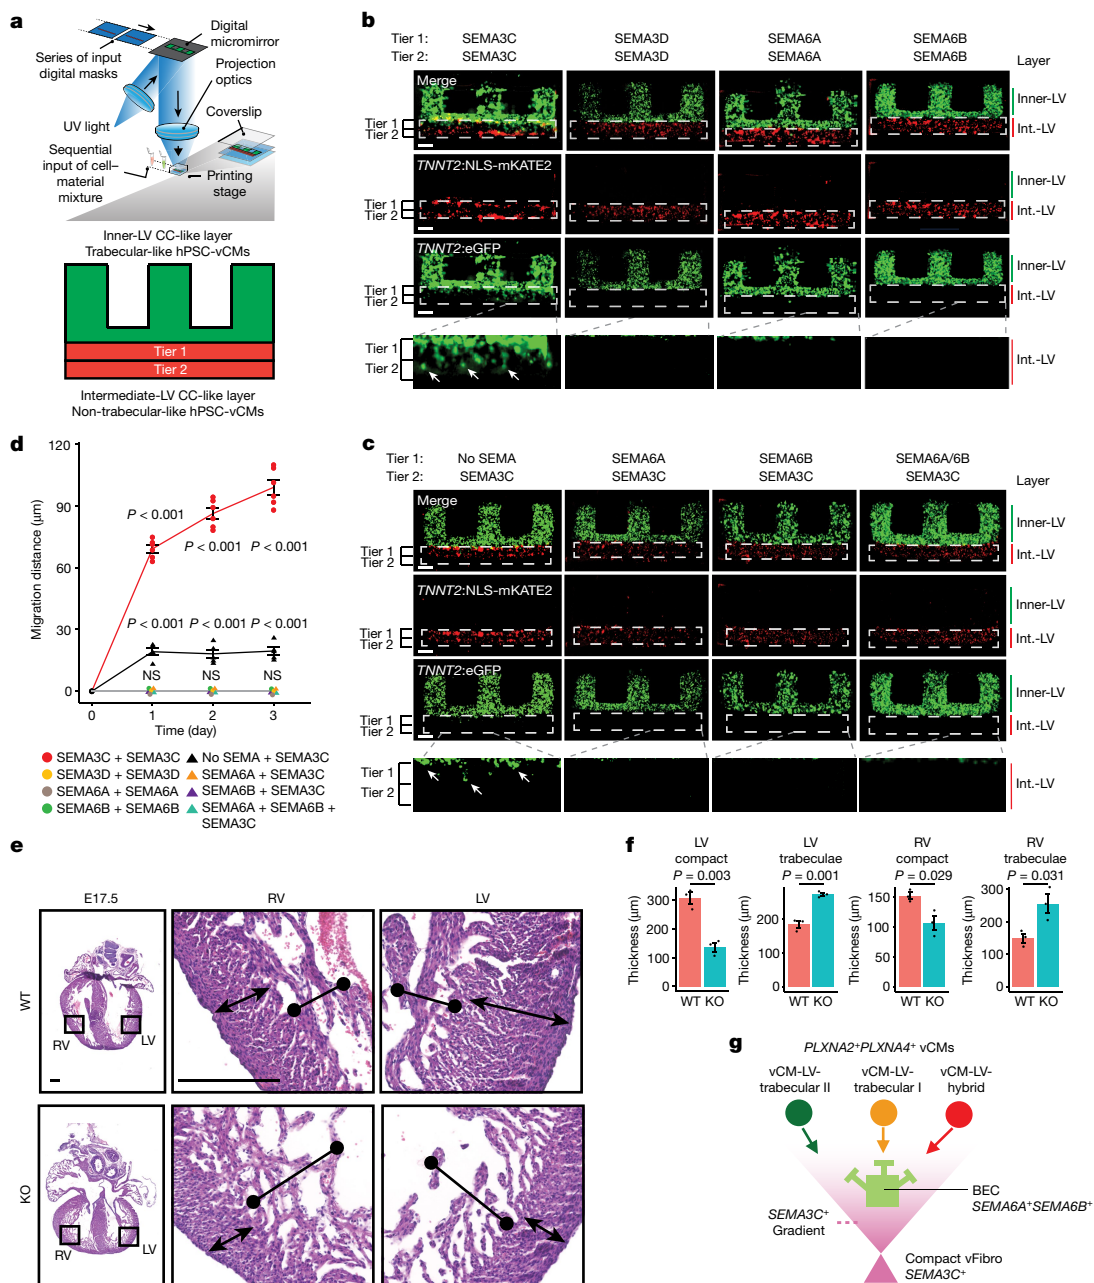 a
Series of input
digital masks
Digital
micromirror
Projection
optics
UV light
Coverslip
Sequential
input of cell–
material
mixture
Printing
stage
Inner-LV CC-like layer
Trabecular-like hPSC-vCMs
Tier 1
Tier 2
Intermediate-LV CC-like layer
Non-trabecular-like hPSC-vCMs
b
Tier 1: SEMA3C SEMA3D SEMA6A SEMA6B
Tier 2: SEMA3C SEMA3D SEMA6A SEMA6B
Layer
Merge
Tier 1
Tier 2
Inner-LV
Int.-LV
TNNT2:NLS-mKATE2
Tier 1
Tier 2
Inner-LV
Int.-LV
TNNT2:eGFP
Tier 1
Tier 2
Inner-LV
Int.-LV
Tier 1
Tier 2
Int.-LV
c
Tier 1: No SEMA SEMA6A SEMA6B SEMA6A/6B
Tier 2: SEMA3C SEMA3C SEMA3C SEMA3C
Layer
Merge
Tier 1
Tier 2
Inner-LV
Int.-LV
TNNT2:NLS-mKATE2
Tier 1
Tier 2
Inner-LV
Int.-LV
TNNT2:eGFP
Tier 1
Tier 2
Inner-LV
Int.-LV
Tier 1
Tier 2
Int.-LV
d
Migration distance (µm)
120
90
60
30
0
P < 0.001
P < 0.001 P < 0.001
P < 0.001 P < 0.001 P < 0.001
NS NS NS
0 1 2 3
Time (day)
SEMA3C + SEMA3C
SEMA3D + SEMA3D
SEMA6A + SEMA6A
SEMA6B + SEMA6B
No SEMA + SEMA3C
SEMA6A + SEMA3C
SEMA6B + SEMA3C
SEMA6A + SEMA6B +
SEMA3C
e
E17.5 RV LV
WT
RV LV
KO
RV LV
f
LV
compact
P = 0.003
Thickness (µm)
300
200
100
0
WT KO
LV
trabeculae
P = 0.001
Thickness (µm)
200
100
0
WT KO
RV
compact
P = 0.029
Thickness (µm)
150
100
50
0
WT KO
RV
trabeculae
P = 0.031
Thickness (µm)
300
200
100
0
WT KO
g
PLXNA2+PLXNA4+ vCMs
vCM-LV-
trabecular II
vCM-LV-
trabecular I
vCM-LV-
hybrid
BEC
SEMA6A+SEMA6B+
SEMA3C+
Gradient
Compact vFibro
SEMA3C+